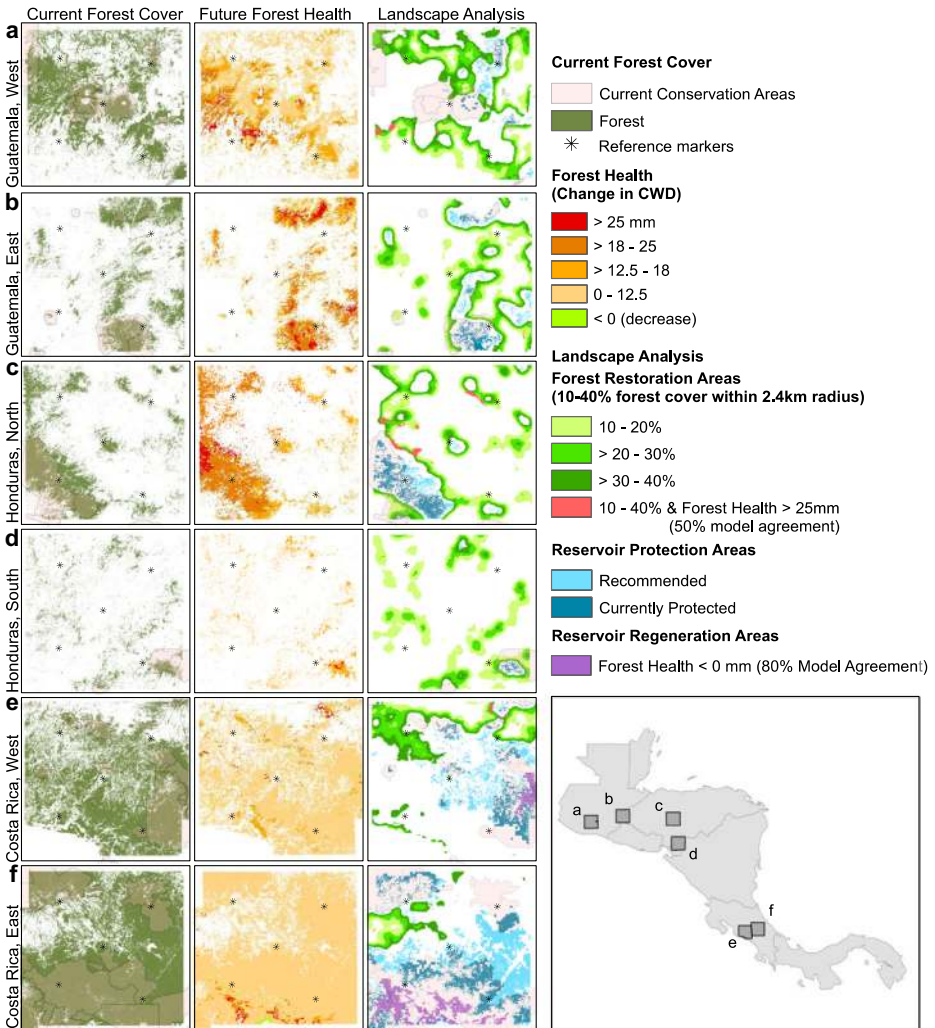 Current Forest Cover
Future Forest Health
Landscape Analysis
a
Guatemala, West
b
Guatemala, East
c
Honduras, North
d
Honduras, South
e
Costa Rica, West
f
Costa Rica, East
Current Forest Cover
Current Conservation Areas
Forest
Reference markers
Forest Health
(Change in CWD)
> 25 mm
> 18 - 25
> 12.5 - 18
0 - 12.5
< 0 (decrease)
Landscape Analysis
Forest Restoration Areas
(10-40% forest cover within 2.4km radius)
10 - 20%
> 20 - 30%
> 30 - 40%
10 - 40% & Forest Health > 25mm
(50% model agreement)
Reservoir Protection Areas
Recommended
Currently Protected
Reservoir Regeneration Areas
Forest Health < 0 mm (80% Model Agreement)
a
b
c
d
e
f